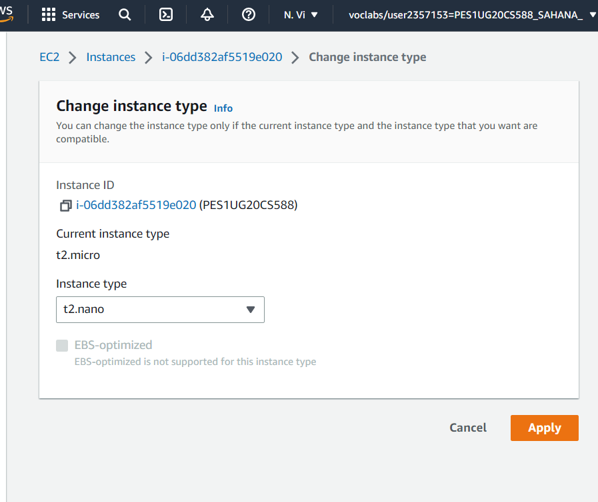 Services
N. Vi
voclabs/user2357153=PES1UG20CS588_SAHANA_
EC2 > Instances > i-06dd382af5519e020 > Change instance type
Change instance type Info
You can change the instance type only if the current instance type and the instance type that you want are
compatible.
Instance ID
i-06dd382af5519e020 (PES1UG20CS588)
Current instance type
t2.micro
Instance type
t2.nano
EBS-optimized
EBS-optimized is not supported for this instance type
Cancel
Apply